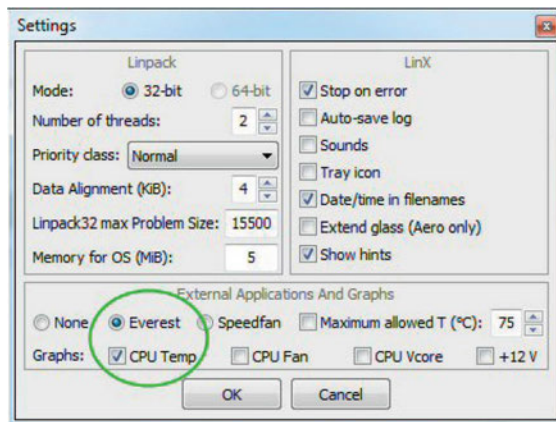 Settings
Linpack
Mode: 32-bit 64-bit
Number of threads: 2
Priority class: Normal
Data Alignment (KiB): 4
Linpack32 max Problem Size: 15500
Memory for OS (MiB): 5
LinX
Stop on error
Auto-save log
Sounds
Tray icon
Date/time in filenames
Extend glass (Aero only)
Show hints
External Applications And Graphs
None Everest Speedfan Maximum allowed T (ºC): 75
Graphs: CPU Temp CPU Fan CPU Vcore +12 V
OK Cancel